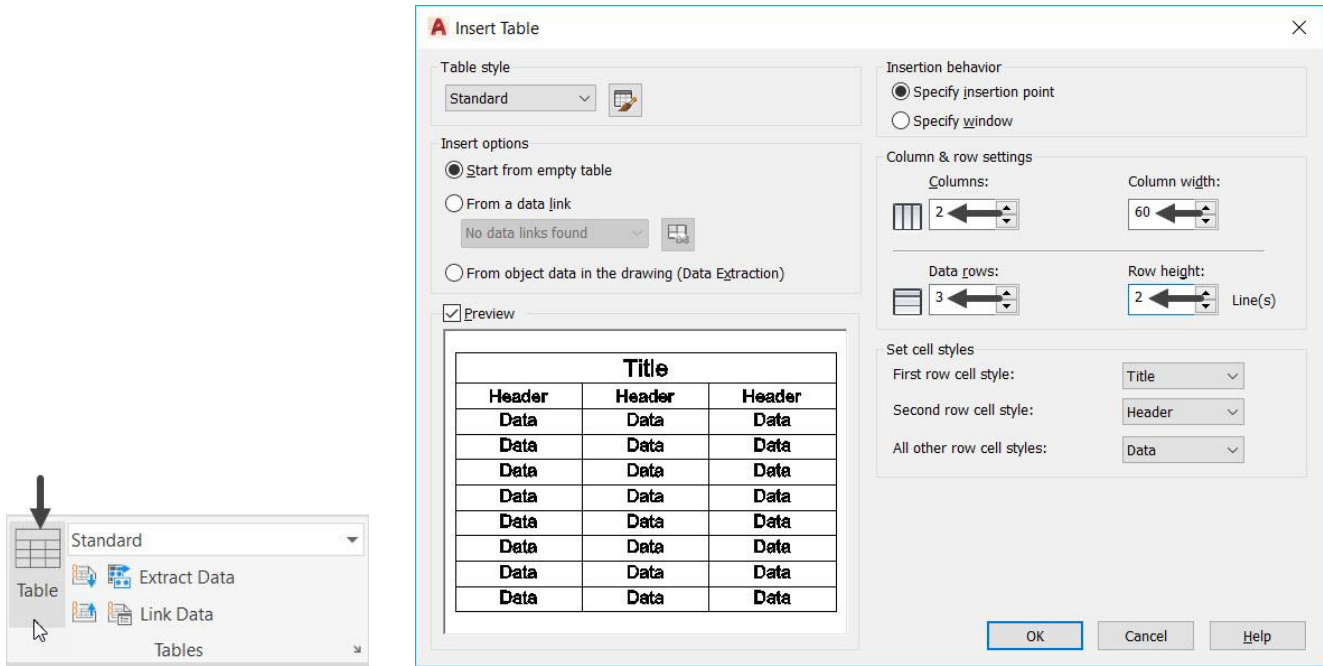 Standard
Table
Extract Data
Link Data
Tables
A Insert Table
Table style
Standard
Insert options
Start from empty table
From a data link
No data links found
From object data in the drawing (Data Extraction)
Preview
Title
Header Header Header
Data Data Data
Data Data Data
Data Data Data
Data Data Data
Data Data Data
Data Data Data
Data Data Data
Data Data Data
Insertion behavior
Specify insertion point
Specify window
Column & row settings
Columns: Column width:
2 60
Data rows: Row height:
3 2 Line(s)
Set cell styles
First row cell style: Title
Second row cell style: Header
All other row cell styles: Data
OK Cancel Help